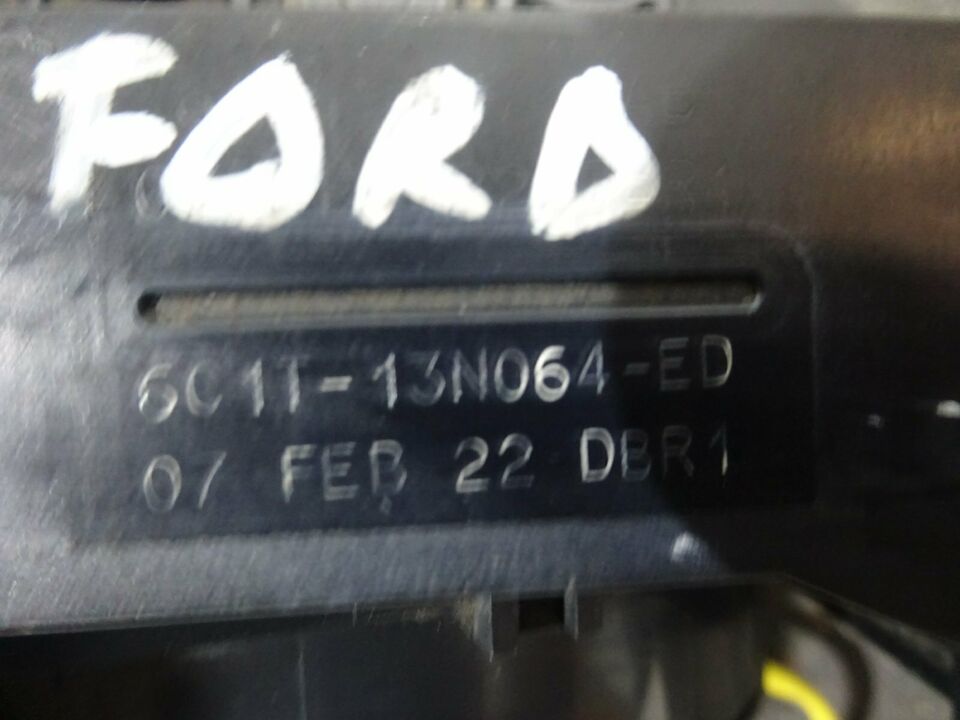 FORD
6C1T-13N064-ED
07 FEB 22 DBR1